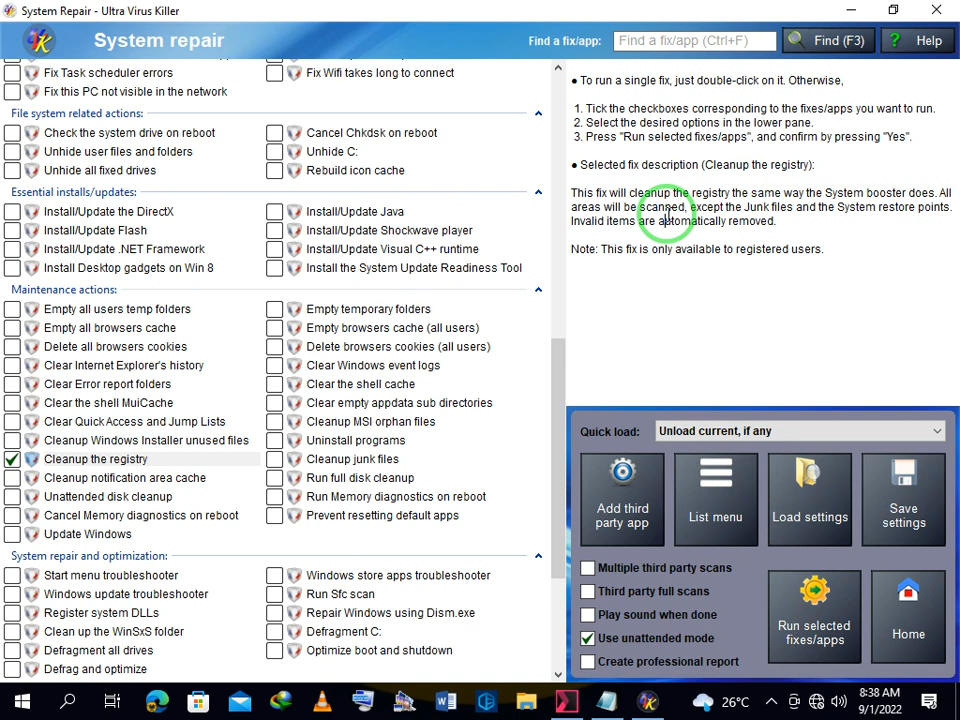 System Repair - Ultra Virus Killer
System repair
Find a fix/app:
Find a fix/app (Ctrl+F)
Find (F3)
Help
Fix Task scheduler errors
Fix Wifi takes long to connect
Fix this PC not visible in the network
File system related actions:
Check the system drive on reboot
Cancel Chkdsk on reboot
Unhide user files and folders
Unhide C:
Unhide all fixed drives
Rebuild icon cache
Essential installs/updates:
Install/Update the DirectX
Install/Update Java
Install/Update Flash
Install/Update Shockwave player
Install/Update .NET Framework
Install/Update Visual C++ runtime
Install Desktop gadgets on Win 8
Install the System Update Readiness Tool
Maintenance actions:
Empty all users temp folders
Empty temporary folders
Empty all browsers cache
Empty browsers cache (all users)
Delete all browsers cookies
Delete browsers cookies (all users)
Clear Internet Explorer's history
Clear Windows event logs
Clear Error report folders
Clear the shell cache
Clear the shell MuiCache
Clear empty appdata sub directories
Clear Quick Access and Jump Lists
Cleanup MSI orphan files
Cleanup Windows Installer unused files
Uninstall programs
Cleanup the registry
Cleanup junk files
Cleanup notification area cache
Run full disk cleanup
Unattended disk cleanup
Run Memory diagnostics on reboot
Cancel Memory diagnostics on reboot
Prevent resetting default apps
Update Windows
System repair and optimization:
Start menu troubleshooter
Windows store apps troubleshooter
Windows update troubleshooter
Run Sfc scan
Register system DLLs
Repair Windows using Dism.exe
Clean up the WinSxS folder
Defragment C:
Defragment all drives
Optimize boot and shutdown
Defrag and optimize
● To run a single fix, just double-click on it. Otherwise,
1. Tick the checkboxes corresponding to the fixes/apps you want to run.
2. Select the desired options in the lower pane.
3. Press "Run selected fixes/apps", and confirm by pressing "Yes".
● Selected fix description (Cleanup the registry):
This fix will cleanup the registry the same way the System booster does. All
areas will be scanned, except the Junk files and the System restore points.
Invalid items are automatically removed.
Note: This fix is only available to registered users.
Quick load:
Unload current, if any
Add third
party app
List menu
Load settings
Save
settings
Multiple third party scans
Third party full scans
Play sound when done
Use unattended mode
Create professional report
Run selected
fixes/apps
Home
26°C
8:38 AM
9/1/2022